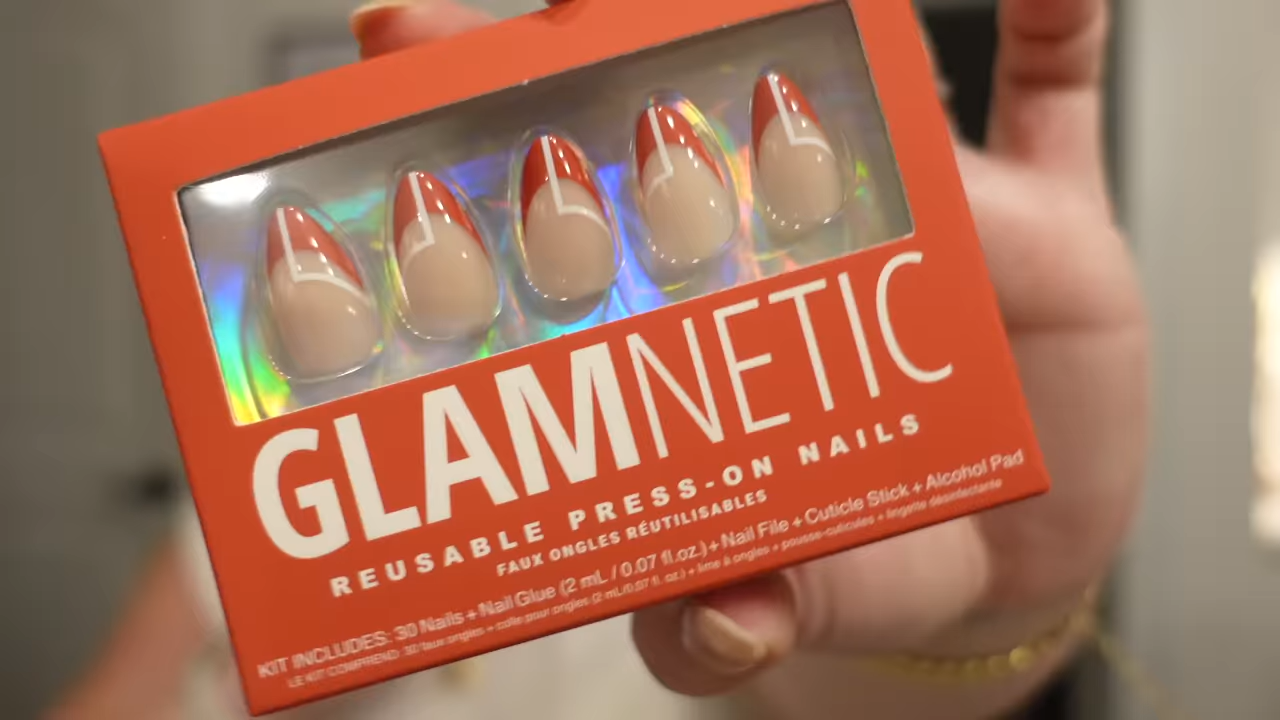 GLAMNETIC
REUSABLE PRESS-ON NAILS
FAUX ONGLES RÉUTILISABLES
KIT INCLUDES: 30 Nails + Nail Glue (2 mL / 0.07 fl.oz.) + Nail File + Cuticle Stick + Alcohol Pad
LE KIT COMPREND: 30 faux ongles + colle pour ongles (2 mL/0.07 fl. oz.) + lime à ongles + pousse-cuticules + lingette désinfectante